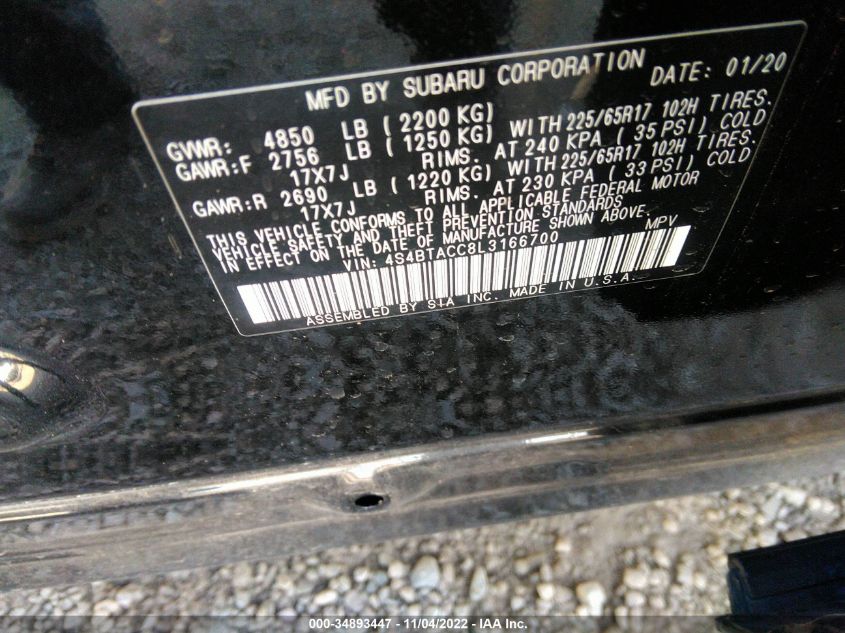 MFD BY SUBARU CORPORATION DATE: 01/20
GVWR: 4850 LB ( 2200 KG)
GAWR:F 2756 LB ( 1250 KG) WITH 225/65R17 102H TIRES.
17X7J RIMS. AT 240 KPA ( 35 PSI) COLD
GAWR:R 2690 LB ( 1220 KG) WITH 225/65R17 102H TIRES.
17X7J RIMS. AT 230 KPA ( 33 PSI) COLD
THIS VEHICLE CONFORMS TO ALL APPLICABLE FEDERAL MOTOR
VEHICLE SAFETY AND THEFT PREVENTION STANDARDS
IN EFFECT ON THE DATE OF MANUFACTURE SHOWN ABOVE.
VIN: 4S4BTACC8L3166700 MPV
ASSEMBLED BY SIA INC. MADE IN U.S.A.
000-34893447 - 11/04/2022 - IAA Inc.